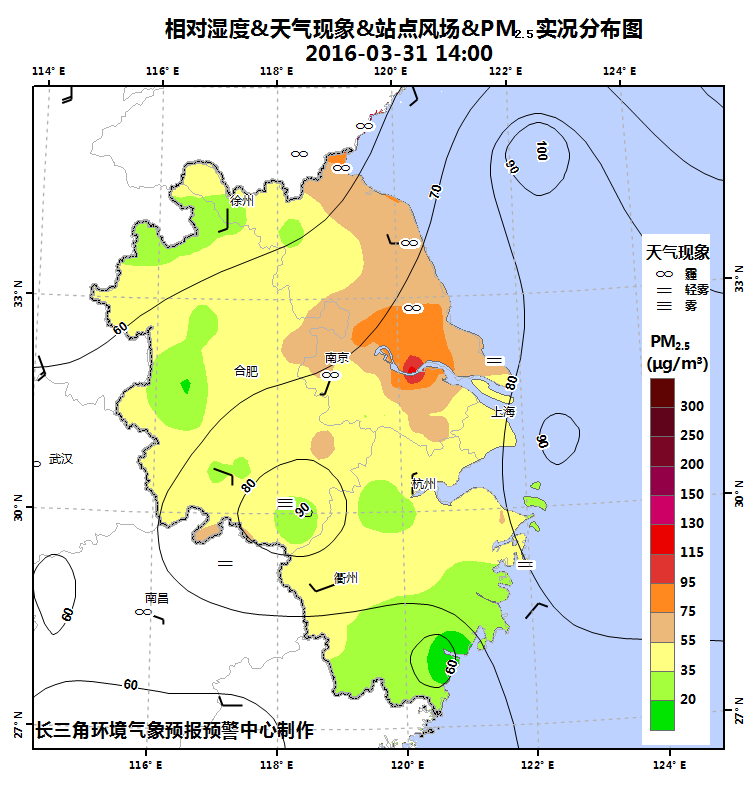 相对湿度&天气现象&站点风场&PM2.5实况分布图
2016-03-31 14:00
114° E 116° E 118° E 120° E 122° E 124° E
100
90
70
徐州
33° N
33° N
天气现象
霾
轻雾
雾
60
PM2.5
(μg/m³)
南京
合肥
80
上海
90
武汉
杭州
80
90
30° N
30° N
300
250
200
150
130
115
95
75
55
35
20
衢州
南昌
60
60
60
27° N
27° N
长三角环境气象预报预警中心制作
116° E 118° E 120° E 122° E 124° E